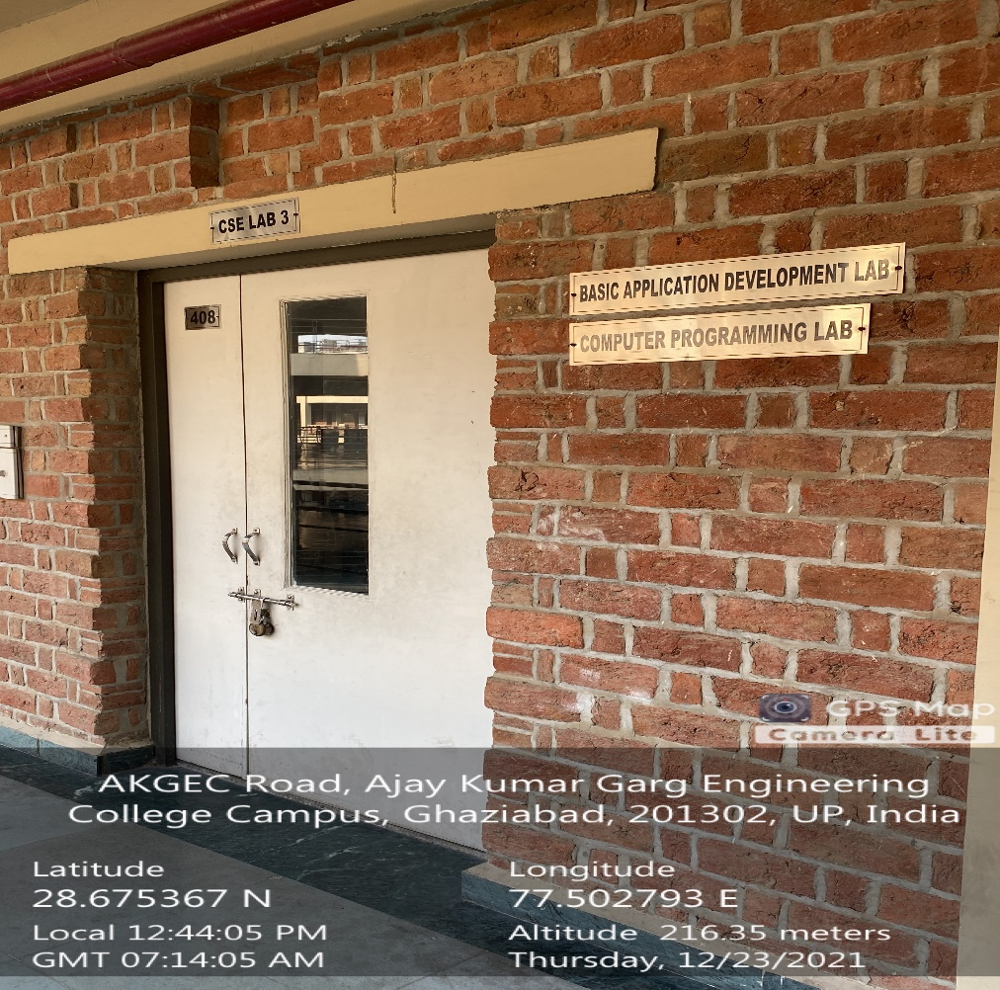 CSE LAB 3
408
BASIC APPLICATION DEVELOPMENT LAB
COMPUTER PROGRAMMING LAB
GPS Map
Camera Lite
AKGEC Road, Ajay Kumar Garg Engineering
College Campus, Ghaziabad, 201302, UP, India
Latitude
28.675367 N
Longitude
77.502793 E
Local 12:44:05 PM
GMT 07:14:05 AM
Altitude 216.35 meters
Thursday, 12/23/2021